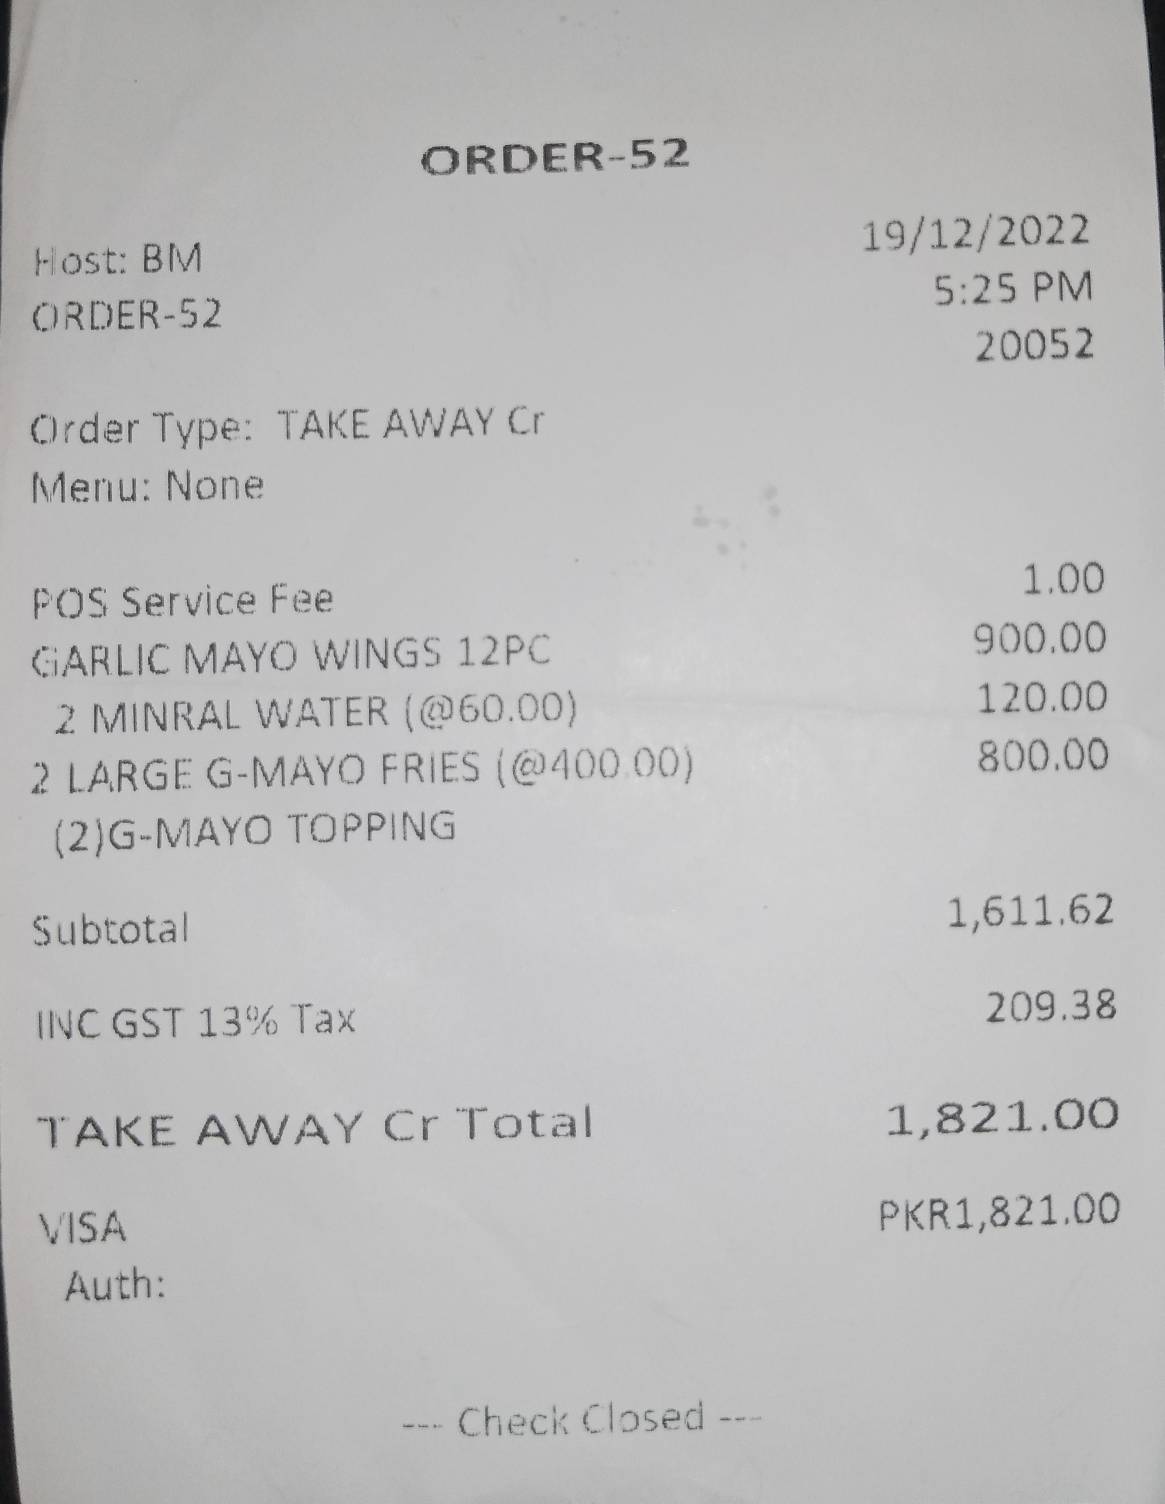 ORDER-52
Host: BM 19/12/2022
ORDER-52 5:25 PM
20052
Order Type: TAKE AWAY Cr
Menu: None
POS Service Fee 1.00
GARLIC MAYO WINGS 12PC 900.00
2 MINRAL WATER (@60.00) 120.00
2 LARGE G-MAYO FRIES (@400.00) 800.00
(2)G-MAYO TOPPING
Subtotal 1,611.62
INC GST 13% Tax 209.38
TAKE AWAY Cr Total 1,821.00
VISA PKR1,821.00
Auth:
--- Check Closed ---